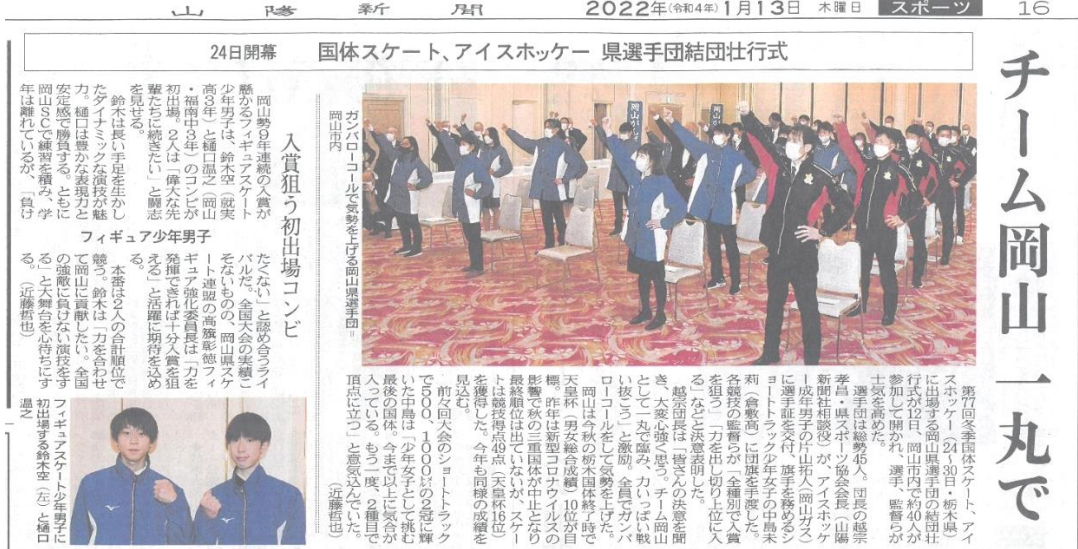 山陽新聞
2022年(令和4年)1月13日 木曜日 スポーツ 16
チーム岡山 一丸で
24日開幕 国体スケート、アイスホッケー 県選手団結団壮行式
第77回冬季国体スケート、アイ
スホッケー(24~30日・栃木県)
に出場する岡山県選手団の結団壮
行式が12日、岡山市内で約40人が
参加して開かれ、選手、監督らが
士気を高めた。
選手団は総勢45人。団長の越宗
孝昌・県スポーツ協会会長(山陽
新聞社相談役)が、アイスホッケ
ー成年男子の片山拓人(岡山ガス)
に選手証を交付、旗手を務めるシ
ョートトラック少年女子の中島未
莉(倉敷高)に団旗を手渡した。
各競技の監督らが「全種別で入賞
を狙う」「力を出し切り上位に入
る」などと決意表明した。
越宗団長は「皆さんの決意を聞
き、大変心強く思う。チーム岡山
として一丸で臨み、力いっぱい戦
い抜こう」と激励。全員でガンバ
ローコールをして気勢を上げた。
岡山は今秋の栃木国体終了時で
天皇杯(男女総合成績)10位が目
標。昨年は新型コロナウイルスの
影響で秋の三重国体が中止となり
最終順位は出ていないが、スケー
トは競技得点49点(天皇杯16位)
を獲得した。今年も同様の成績を
見込む。
前々回大会のショートトラック
で500、1000㍍の2冠に輝
いた中島は「少年女子として挑む
最後の国体。今まで以上に気合が
入っている。もう一度、2種目で
頂点に立つ」と意気込んでいた。
(近藤哲也)
岡山
岡山
ガンバローコールで気勢を上げる岡山県選手団=
岡山市内
入賞狙う初出場コンビ
フィギュア少年男子
岡山勢9年連続の入賞が
懸かるフィギュアスケート
少年男子は、鈴木空(就実
高3年)と樋口温之(岡山
・福南中3年)のコンビが
初出場。2人は「偉大な先
輩たちに続きたい」と闘志
を見せる。
鈴木は長い手足を生かし
たダイナミックな演技が魅
力。樋口は豊かな表現力と
安定感で勝負する。ともに
岡山SCで練習を積み、学
年は離れているが、「負け
たくない」と認め合うライ
バルだ。全国大会の実績こ
そないものの、岡山県スケ
ート連盟の高旗彰徳フィ
ギュア強化委員長は「力を
発揮できれば十分入賞を狙
える」と活躍に期待を込め
る。
本番は2人の合計順位で
競う。鈴木は「力を合わせ
て岡山に貢献したい。全国
の強敵に負けない演技をす
る」と大舞台を心待ちにす
る。(近藤哲也)
フィギュアスケート少年男子に
初出場する鈴木空(左)と樋口
温之